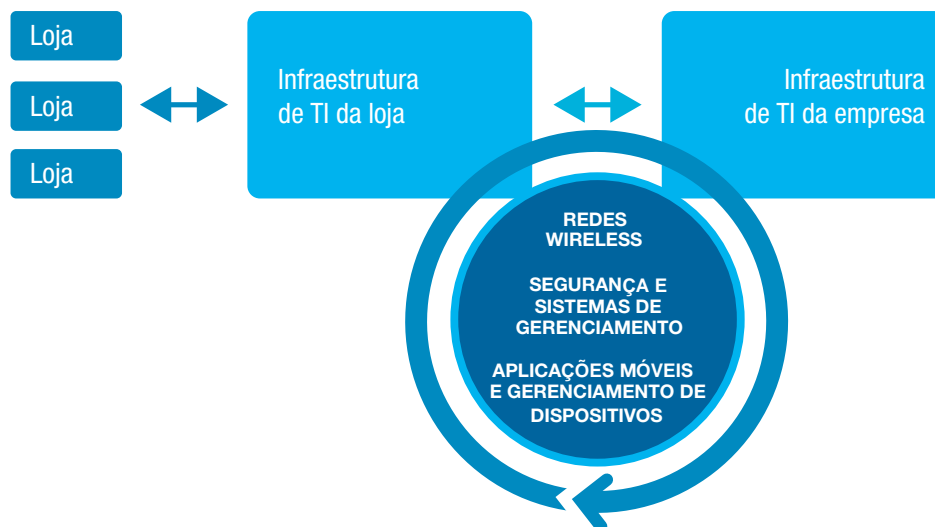 Loja
Loja
Loja
Infraestrutura
de TI da loja
Infraestrutura
de TI da empresa
REDES
WIRELESS
SEGURANÇA E
SISTEMAS DE
GERENCIAMENTO
APLICAÇÕES MÓVEIS
E GERENCIAMENTO DE
DISPOSITIVOS